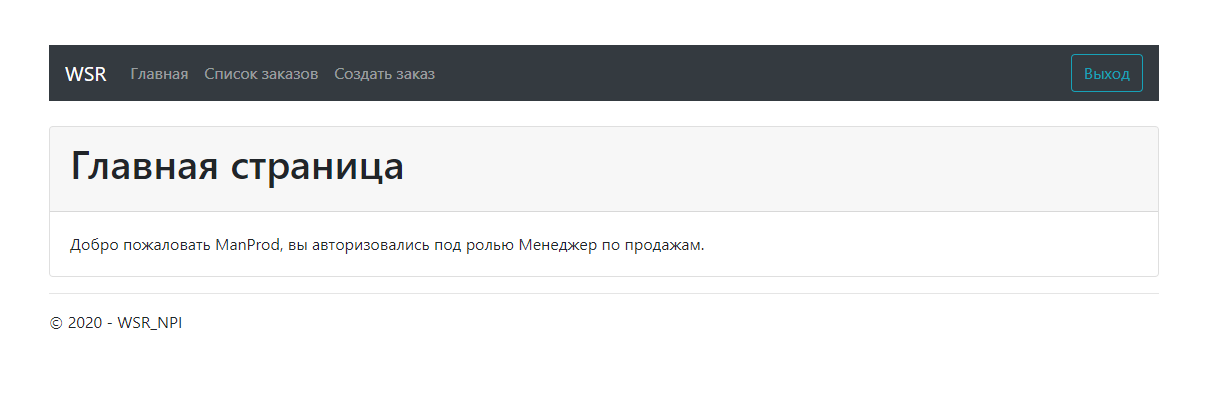 WSR Главная Список заказов Создать заказ Выход
Главная страница
Добро пожаловать ManProd, вы авторизовались под ролью Менеджер по продажам.
© 2020 - WSR_NPI